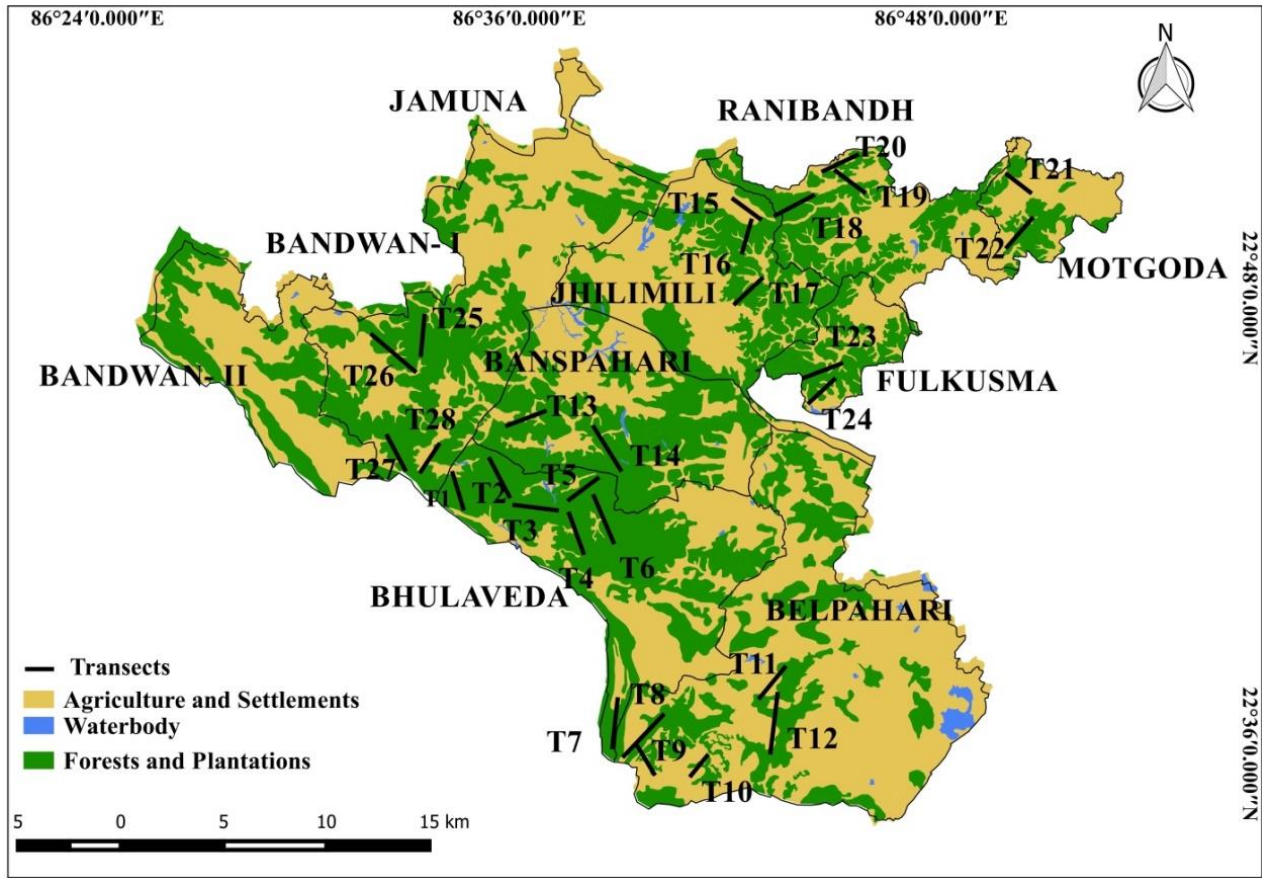 86°24′0.000″E 86°36′0.000″E 86°48′0.000″E
N
JAMUNA
RANIBANDH
T20
T21
T15
T19
T18
T22
BANDWAN- I
T16
MOTGODA
22°48′0.000″N
JHILIMILI
T17
T25
T23
BANSPAHARI
BANDWAN- II
T26
FULKUSMA
T13
T28
T24
T27
T5
T14
T1
T2
T3
T4
T6
BHULAVEDA
BELPAHARI
T11
T8
T7
T9
T12
T10
22°36′0.000″N
Transects
Agriculture and Settlements
Waterbody
Forests and Plantations
5 0 5 10 15 km